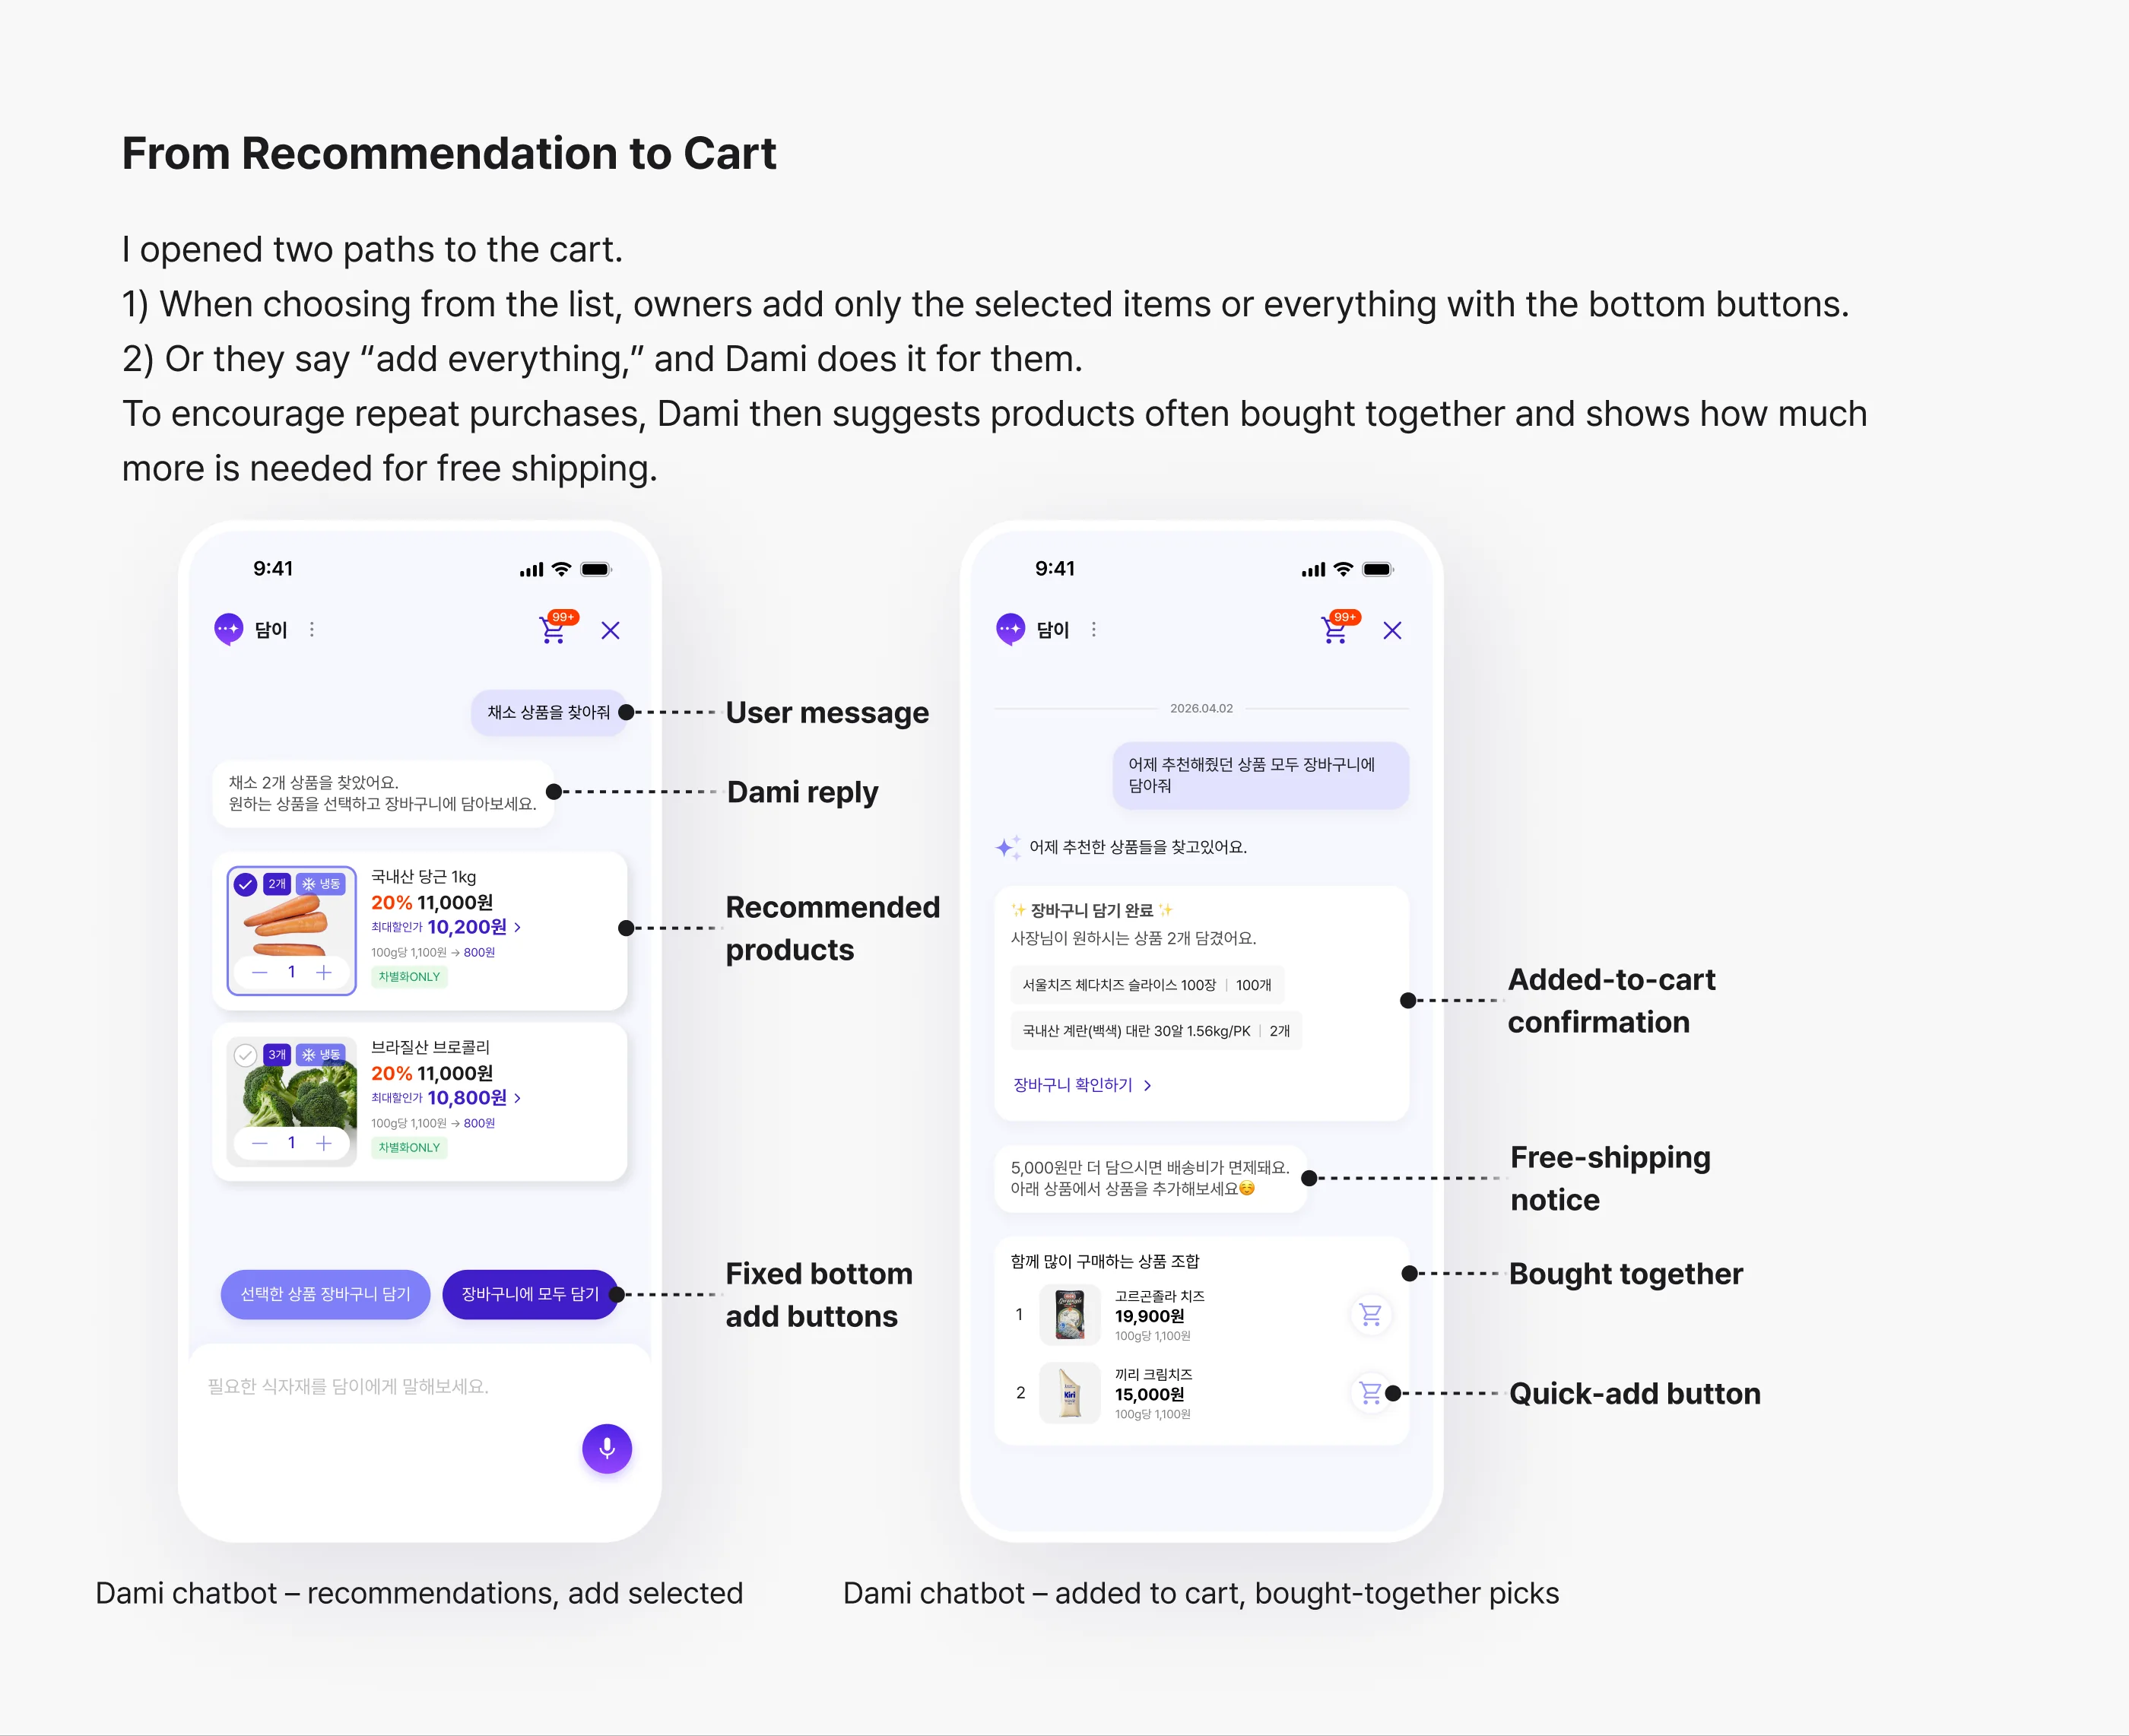 From Recommendation to Cart
I opened two paths to the cart.
1) When choosing from the list, owners add only the selected items or everything with the bottom buttons.
2) Or they say “add everything,” and Dami does it for them.
To encourage repeat purchases, Dami then suggests products often bought together and shows how much
more is needed for free shipping.
9:41
담이
99+
채소 상품을 찾아줘
User message
채소 2개 상품을 찾았어요.
원하는 상품을 선택하고 장바구니에 담아보세요.
Dami reply
2개
냉동
1
국내산 당근 1kg
20% 11,000원
최대할인가 10,200원
100g당 1,100원 → 800원
차별화ONLY
Recommended
products
3개
냉동
1
브라질산 브로콜리
20% 11,000원
최대할인가 10,800원
100g당 1,100원 → 800원
차별화ONLY
선택한 상품 장바구니 담기
장바구니에 모두 담기
Fixed bottom
add buttons
필요한 식자재를 담이에게 말해보세요.
Dami chatbot – recommendations, add selected
9:41
담이
99+
2026.04.02
어제 추천해줬던 상품 모두 장바구니에
담아줘
어제 추천한 상품들을 찾고있어요.
✨ 장바구니 담기 완료 ✨
사장님이 원하시는 상품 2개 담겼어요.
서울치즈 체다치즈 슬라이스 100장 | 100개
국내산 계란(백색) 대란 30알 1.56kg/PK | 2개
장바구니 확인하기
Added-to-cart
confirmation
5,000원만 더 담으시면 배송비가 면제돼요.
아래 상품에서 상품을 추가해보세요☺️
Free-shipping
notice
함께 많이 구매하는 상품 조합
Bought together
1
고르곤졸라 치즈
19,900원
100g당 1,100원
2
Kiri
끼리 크림치즈
15,000원
100g당 1,100원
Quick-add button
Dami chatbot – added to cart, bought-together picks